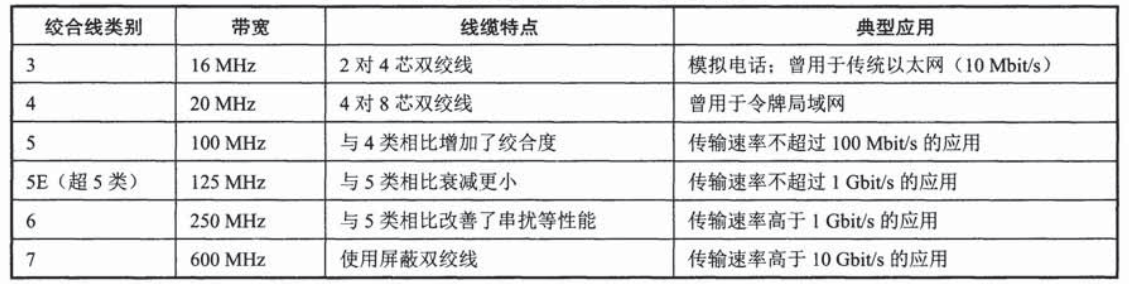 绞合线类别 带宽 线缆特点 典型应用
3 16 MHz 2 对 4 芯双绞线 模拟电话；曾用于传统以太网（10 Mbit/s）
4 20 MHz 4 对 8 芯双绞线 曾用于令牌局域网
5 100 MHz 与 4 类相比增加了绞合度 传输速率不超过 100 Mbit/s 的应用
5E（超 5 类） 125 MHz 与 5 类相比衰减更小 传输速率不超过 1 Gbit/s 的应用
6 250 MHz 与 5 类相比改善了串扰等性能 传输速率高于 1 Gbit/s 的应用
7 600 MHz 使用屏蔽双绞线 传输速率高于 10 Gbit/s 的应用